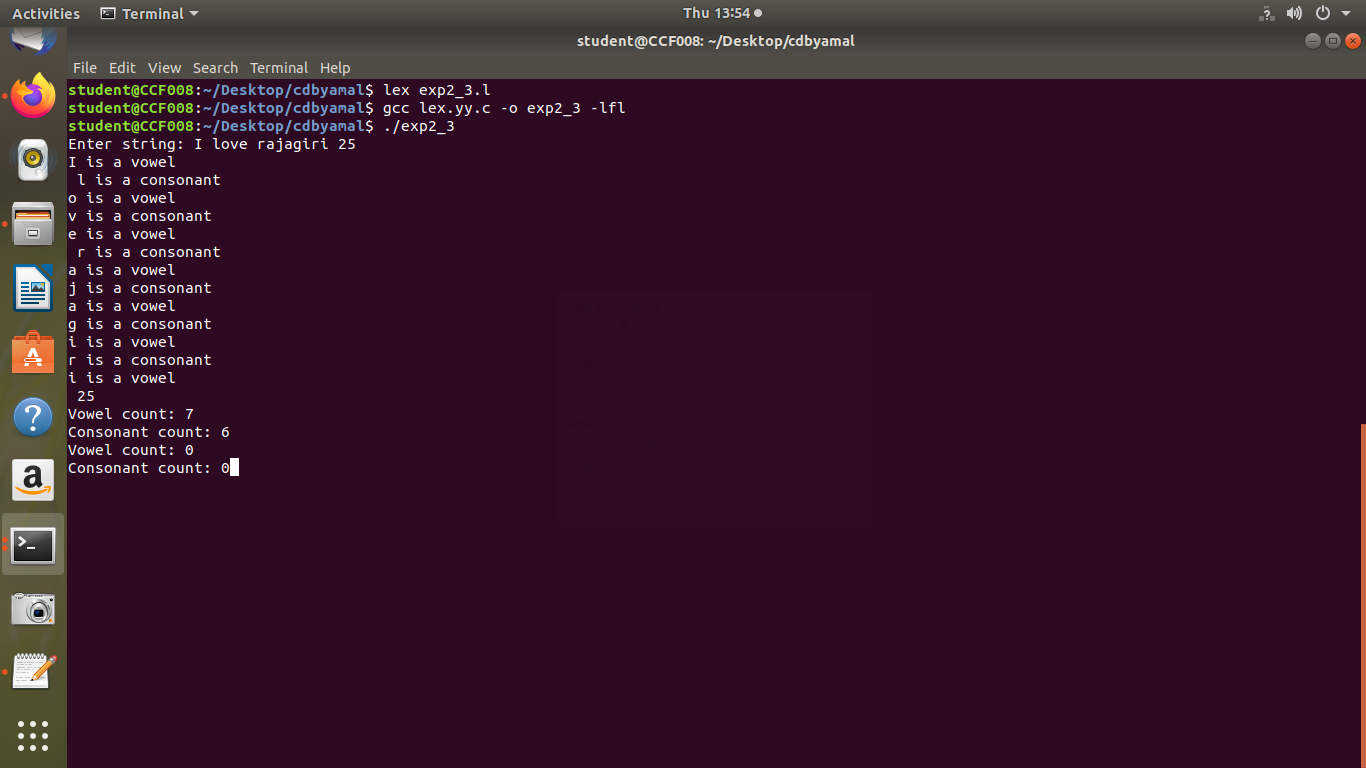 Activities Terminal Thu 13:54
student@CCF008: ~/Desktop/cdbyamal
File Edit View Search Terminal Help
student@CCF008:~/Desktop/cdbyamal$ lex exp2_3.l
student@CCF008:~/Desktop/cdbyamal$ gcc lex.yy.c -o exp2_3 -lfl
student@CCF008:~/Desktop/cdbyamal$ ./exp2_3
Enter string: I love rajagiri 25
I is a vowel
 l is a consonant
o is a vowel
v is a consonant
e is a vowel
 r is a consonant
a is a vowel
j is a consonant
a is a vowel
g is a consonant
i is a vowel
r is a consonant
i is a vowel
 25
Vowel count: 7
Consonant count: 6
Vowel count: 0
Consonant count: 0